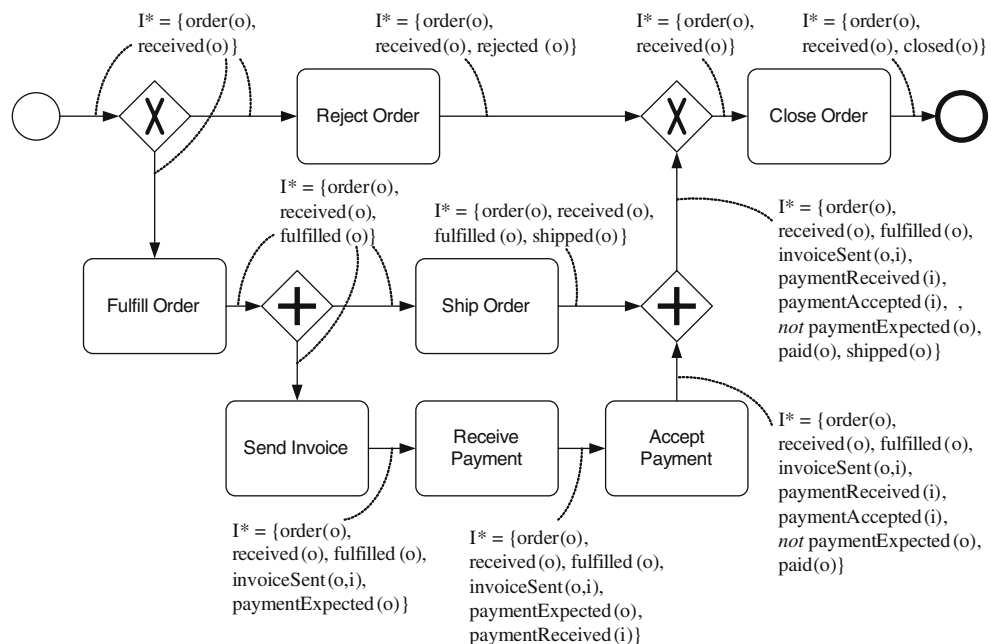 I* = {order(o),
received(o)}
I* = {order(o),
received(o), rejected (o)}
I* = {order(o),
received(o)}
I* = {order(o),
received(o), closed(o)}
X
Reject Order
X
Close Order
I* = {order(o),
received(o),
fulfilled (o)}
I* = {order(o), received(o),
fulfilled (o), shipped(o)}
I* = {order(o),
received(o), fulfilled (o),
invoiceSent(o,i),
paymentReceived(i),
paymentAccepted(i), ,
not paymentExpected(o),
paid(o), shipped(o)}
Fulfill Order
+
Ship Order
+
Send Invoice
Receive
Payment
Accept
Payment
I* = {order(o),
received(o), fulfilled (o),
invoiceSent(o,i),
paymentReceived(i),
paymentAccepted(i),
not paymentExpected(o),
paid(o)}
I* = {order(o),
received(o), fulfilled (o),
invoiceSent(o,i),
paymentExpected(o)}
I* = {order(o),
received(o), fulfilled (o),
invoiceSent(o,i),
paymentExpected(o),
paymentReceived(i)}